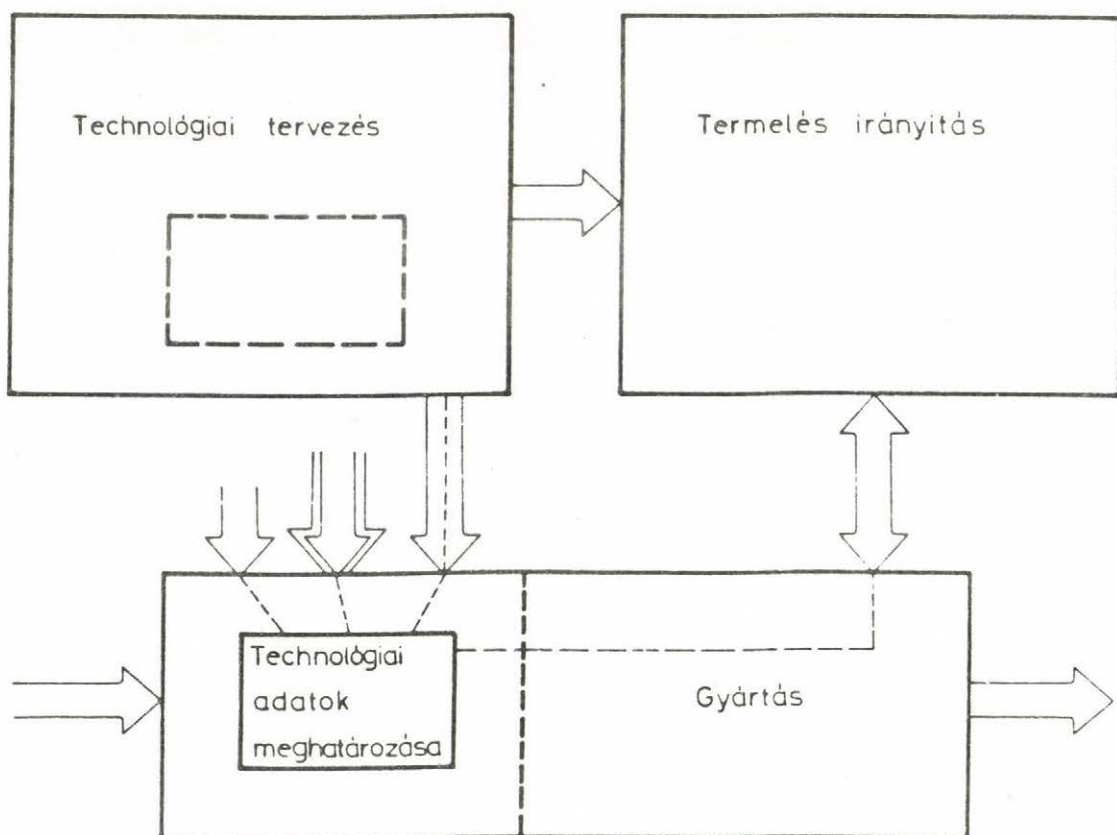 Technológiai tervezés
Termelés irányitás
Technológiai
adatok
meghatározása
Gyártás